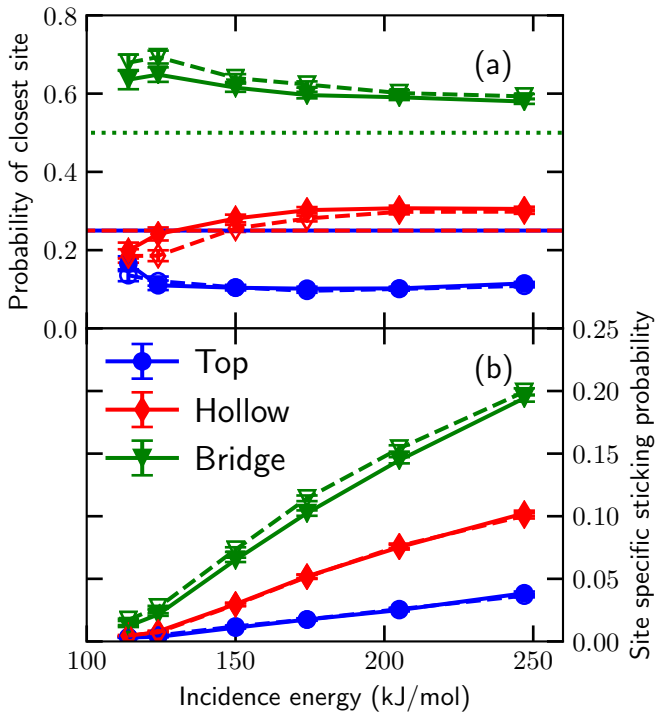 0.8
0.6
0.4
0.2
0.0
Probability of closest site
(a)
(b)
Top
Hollow
Bridge
0.25
0.20
0.15
0.10
0.05
0.00
Site specific sticking probability
100
150
200
250
Incidence energy (kJ/mol)